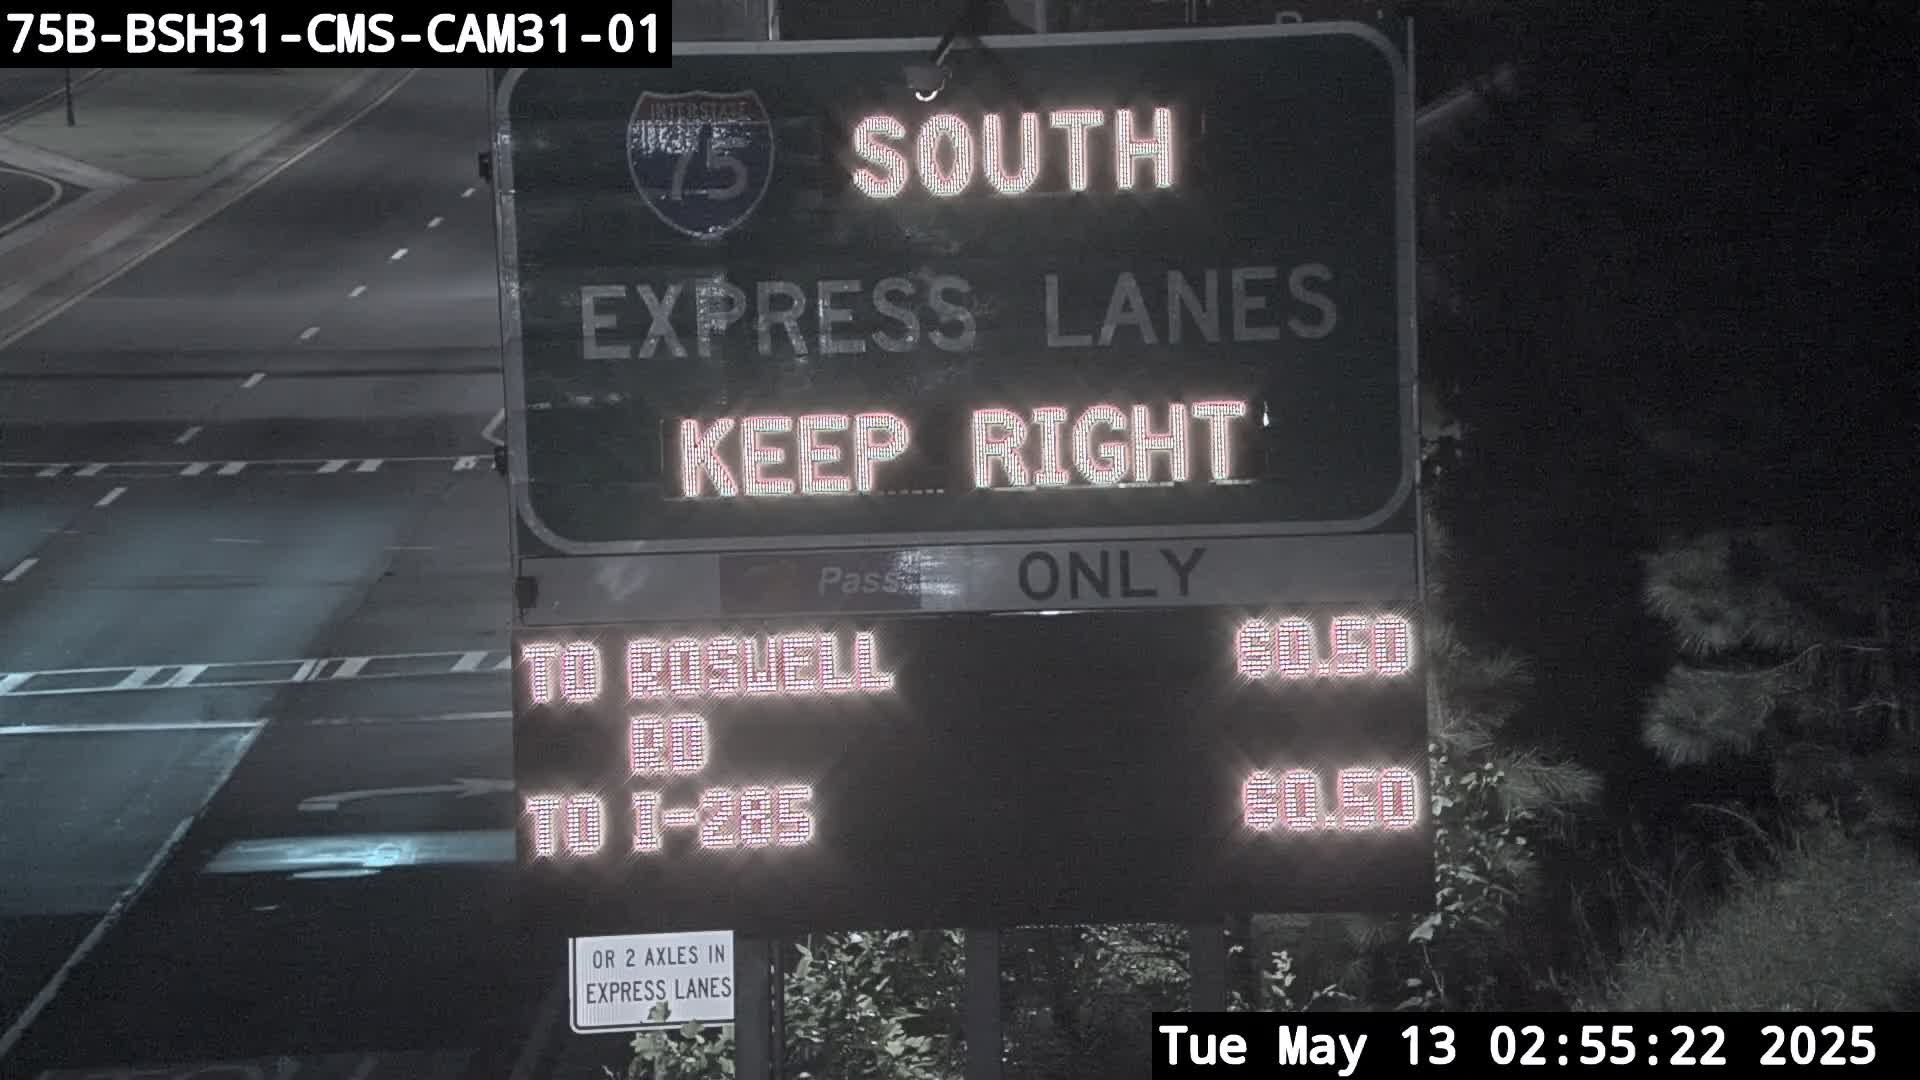 75B-BSH31-CMS-CAM31-01
INTERSTATE
75
SOUTH
EXPRESS LANES
KEEP RIGHT
Pass ONLY
TO ROSWELL $0.50
RD
TO I-285 $0.50
OR 2 AXLES IN
EXPRESS LANES
Tue May 13 02:55:22 2025